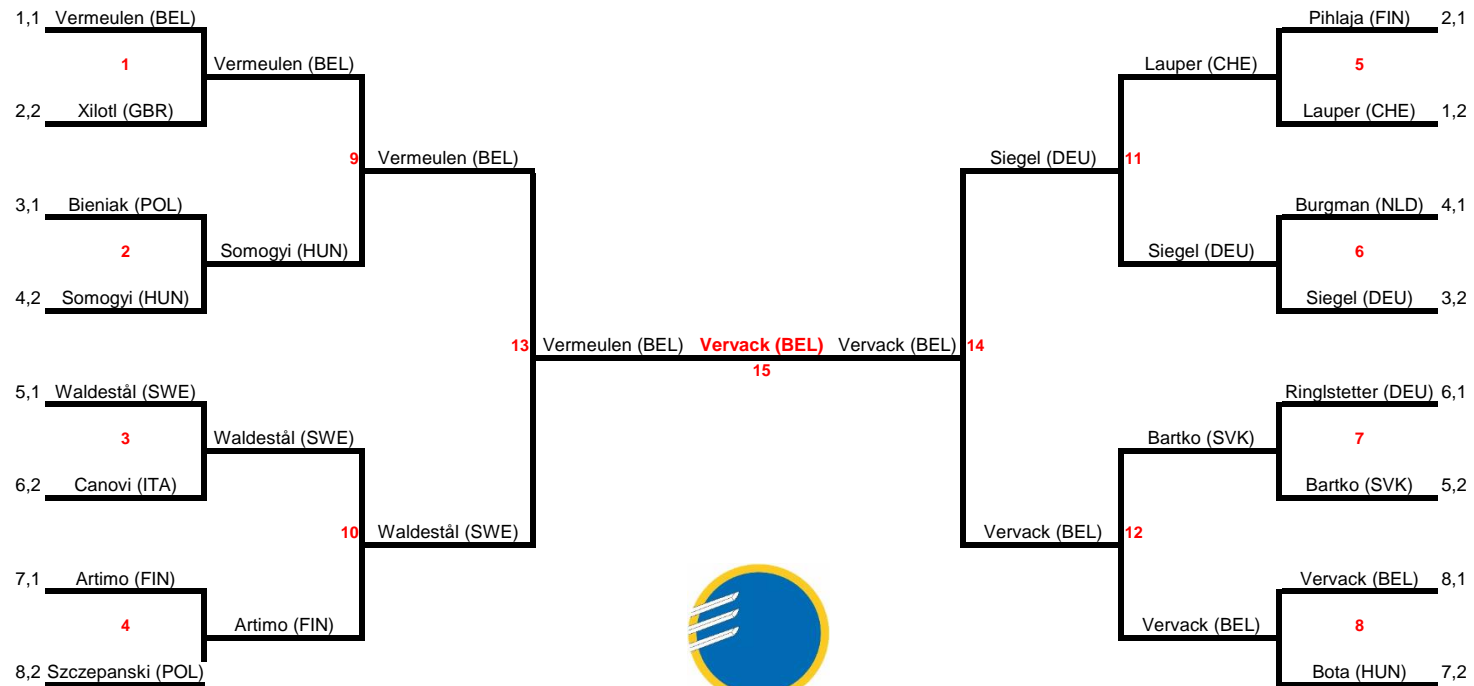 1,1 Vermeulen (BEL) Pihlaja (FIN) 2,1
1 Vermeulen (BEL) Lauper (CHE) 5
2,2 Xilotl (GBR) Lauper (CHE) 1,2
9 Vermeulen (BEL) Siegel (DEU) 11
3,1 Bieniak (POL) Burgman (NLD) 4,1
2 Somogyi (HUN) Siegel (DEU) 6
4,2 Somogyi (HUN) Siegel (DEU) 3,2
13 Vermeulen (BEL) Vervack (BEL) Vervack (BEL) 14
15
5,1 Waldestål (SWE) Ringlstetter (DEU) 6,1
3 Waldestål (SWE) Bartko (SVK) 7
6,2 Canovi (ITA) Bartko (SVK) 5,2
10 Waldestål (SWE) Vervack (BEL) 12
7,1 Artimo (FIN) Vervack (BEL) 8,1
4 Artimo (FIN) Vervack (BEL) 8
8,2 Szczepanski (POL) Bota (HUN) 7,2